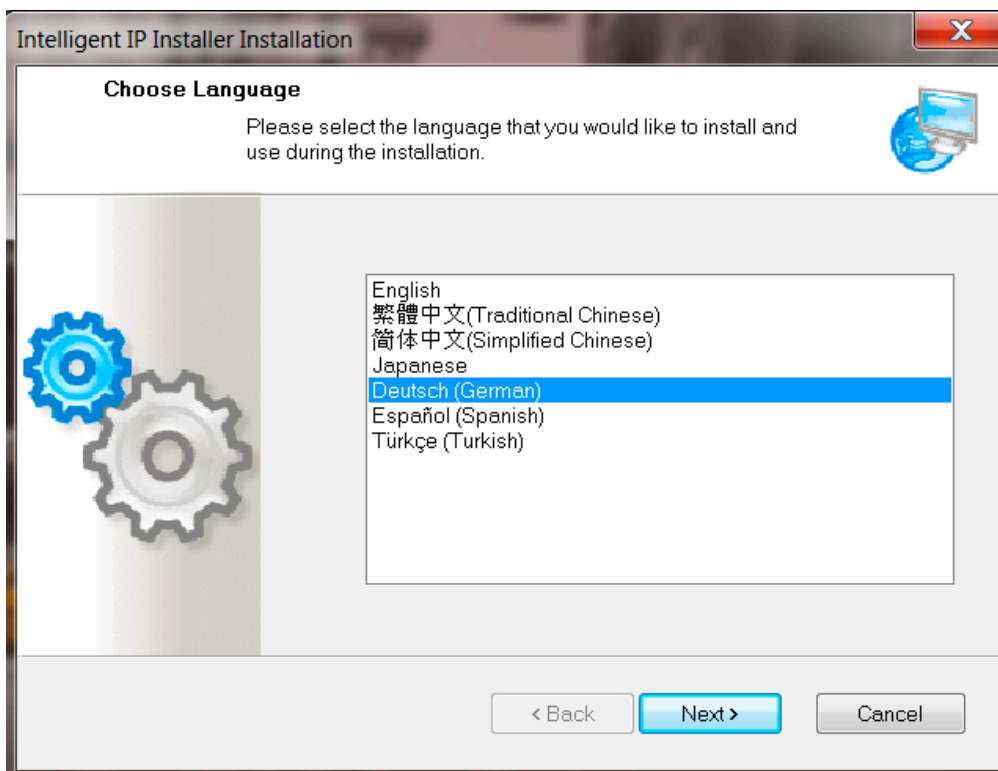 Intelligent IP Installer Installation
X
Choose Language
Please select the language that you would like to install and
use during the installation.
English
繁體中文(Traditional Chinese)
简体中文(Simplified Chinese)
Japanese
Deutsch (German)
Español (Spanish)
Türkçe (Turkish)
< Back
Next >
Cancel